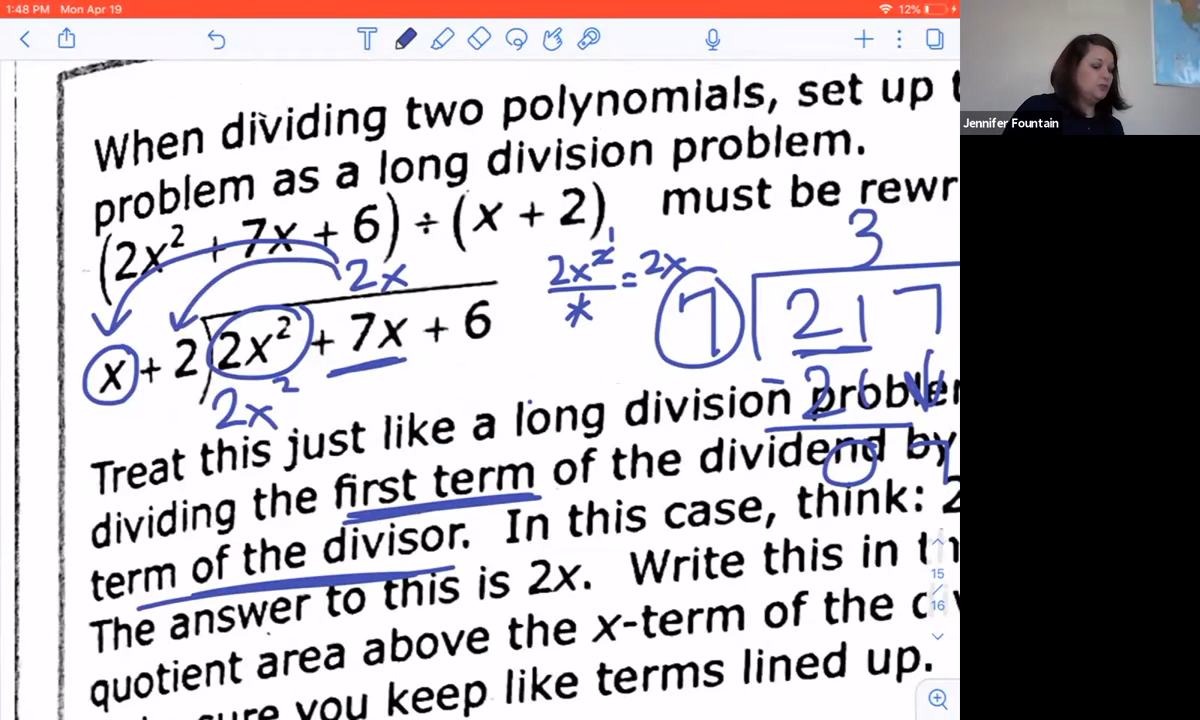 1:48 PM Mon Apr 19
12%
Jennifer Fountain
When dividing two polynomials, set up
problem as a long division problem.
(2x² + 7x + 6) ÷ (x + 2) must be rewr
2x
2x²/x = 2x
3
x + 2 2x² + 7x + 6
7 217
2x²
- 21
0 7
Treat this just like a long division problem
dividing the first term of the dividend by
term of the divisor. In this case, think: 2
The answer to this is 2x. Write this in
quotient area above the x-term of the
sure you keep like terms lined up.
15
16